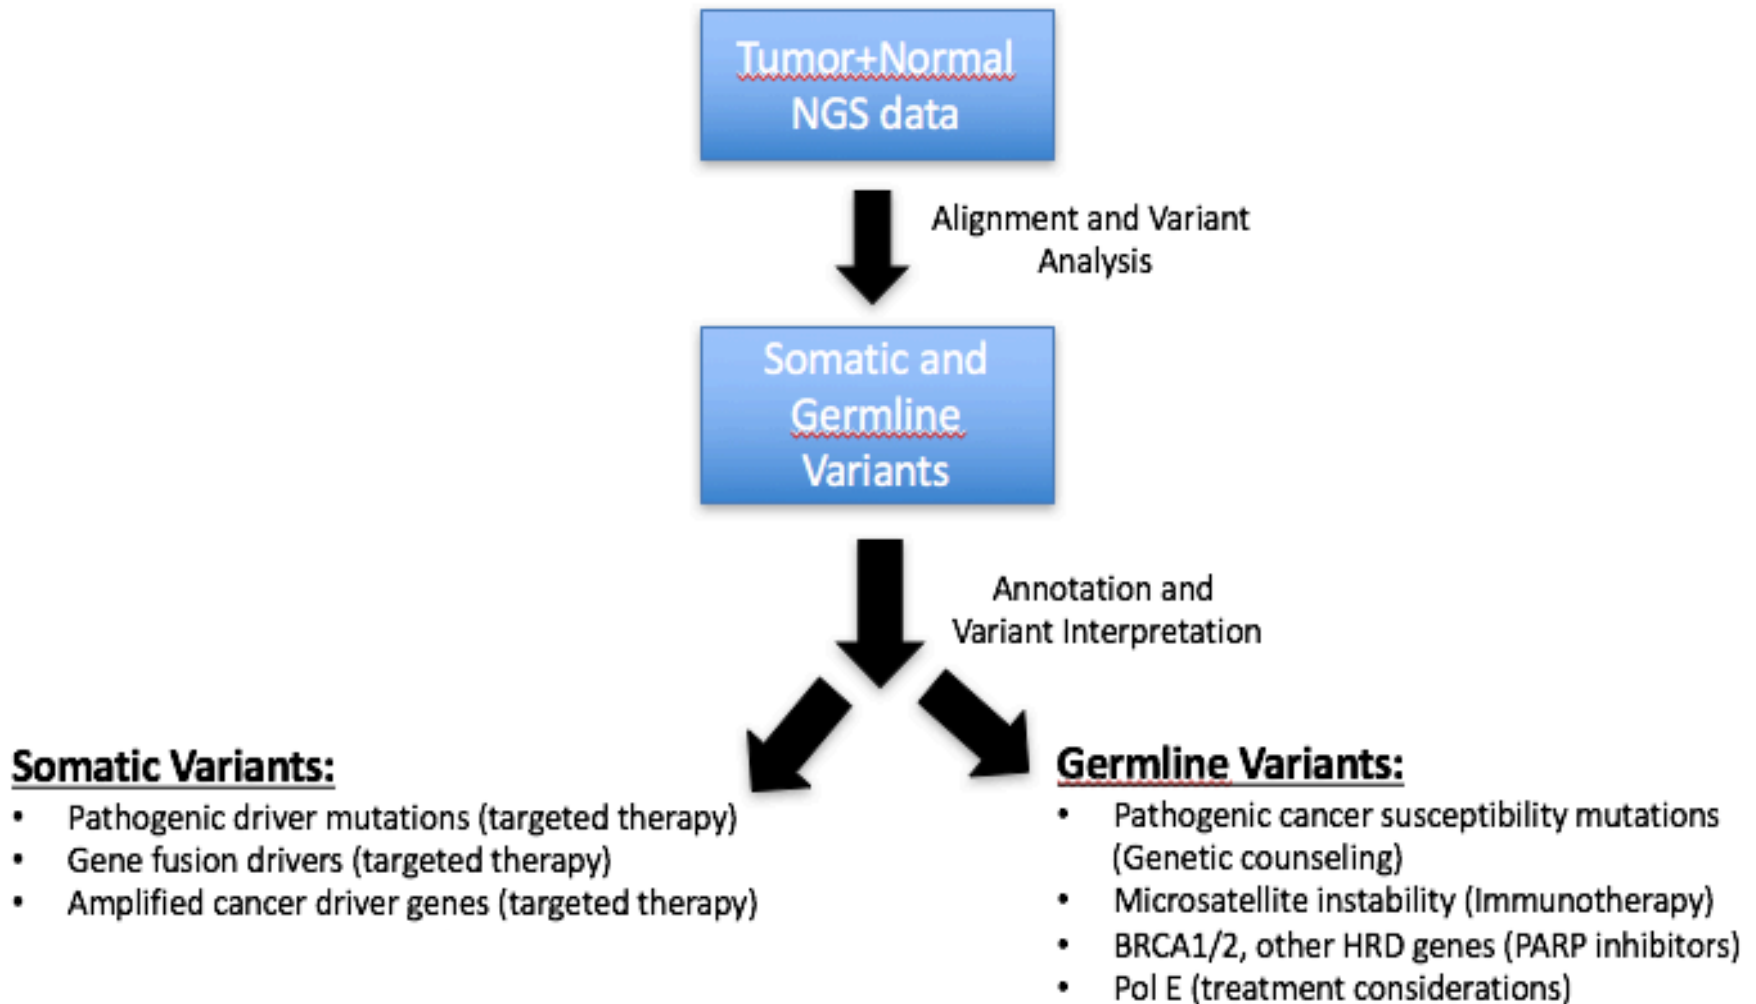 Tumor+Normal
NGS data
Alignment and Variant
Analysis
Somatic and
Germline
Variants
Annotation and
Variant Interpretation
Somatic Variants:
• Pathogenic driver mutations (targeted therapy)
• Gene fusion drivers (targeted therapy)
• Amplified cancer driver genes (targeted therapy)
Germline Variants:
• Pathogenic cancer susceptibility mutations
(Genetic counseling)
• Microsatellite instability (Immunotherapy)
• BRCA1/2, other HRD genes (PARP inhibitors)
• Pol E (treatment considerations)